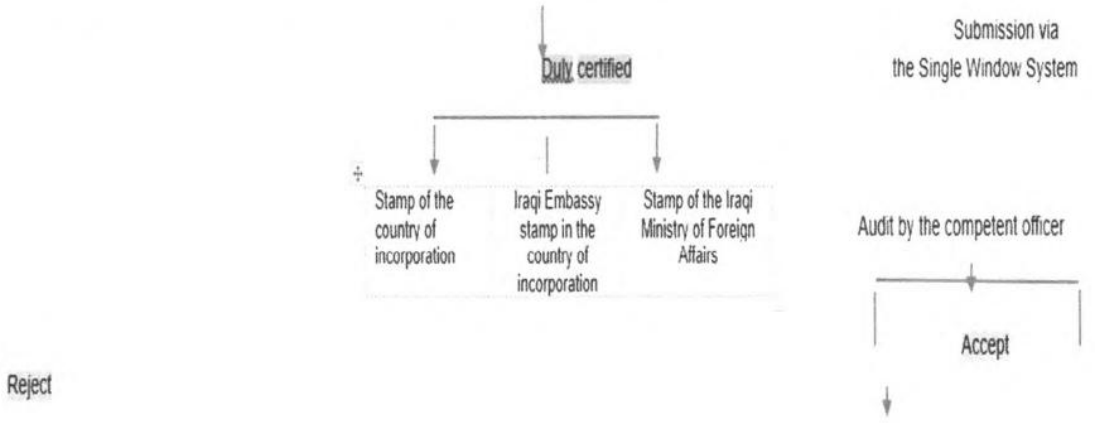 Submission via
the Single Window System
Duly certified
Stamp of the
country of
incorporation
Iraqi Embassy
stamp in the
country of
incorporation
Stamp of the Iraqi
Ministry of Foreign
Affairs
Audit by the competent officer
Accept
Reject